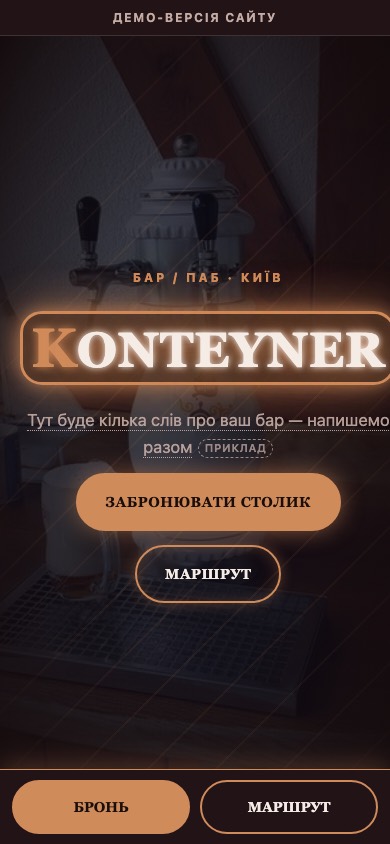 ДЕМО-ВЕРСІЯ САЙТУ
БАР / ПАБ · КИЇВ
KONTEYNER
Тут буде кілька слів про ваш бар — напишемо
разом ПРИКЛАД
ЗАБРОНЮВАТИ СТОЛИК
МАРШРУТ
БРОНЬ
МАРШРУТ